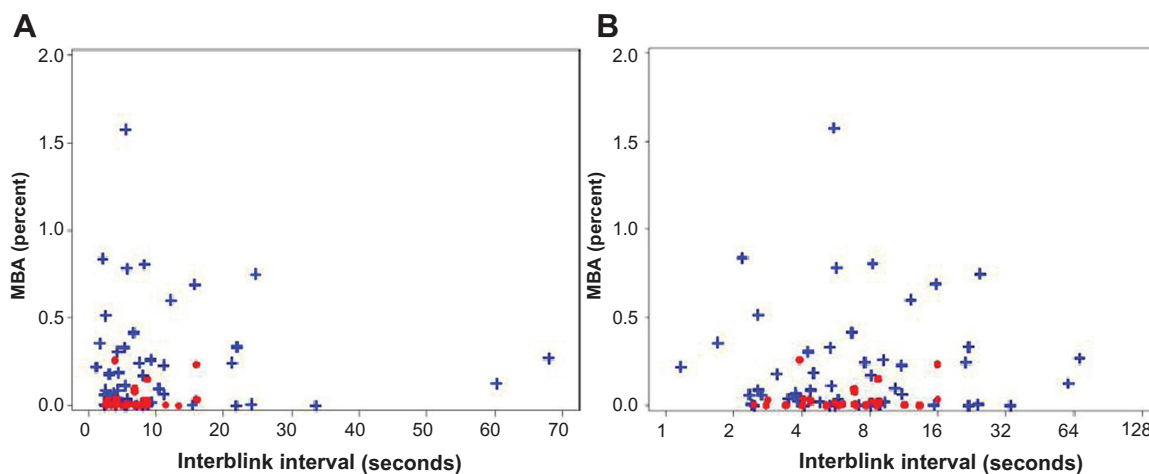 A
B
2.0
1.5
1.0
0.5
0.0
MBA (percent)
0 10 20 30 40 50 60 70
Interblink interval (seconds)
2.0
1.5
1.0
0.5
0.0
MBA (percent)
1 2 4 8 16 32 64 128
Interblink interval (seconds)